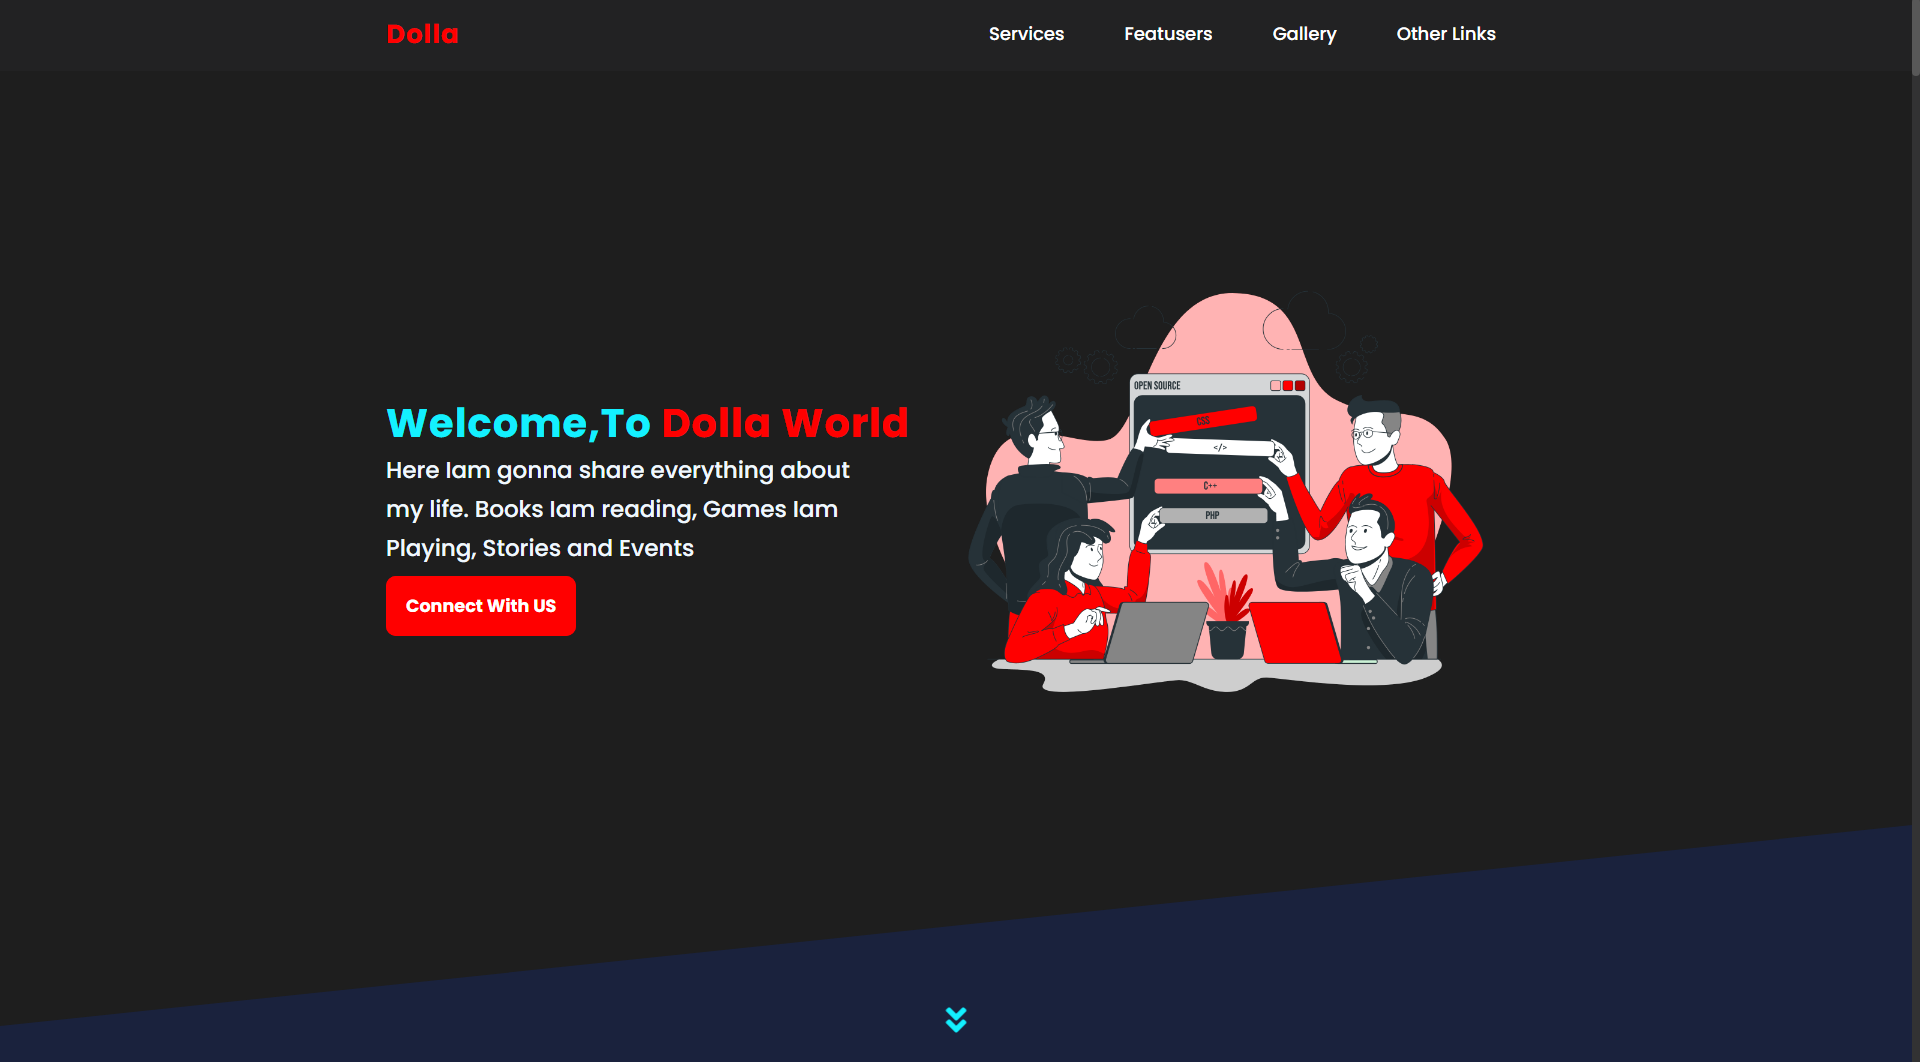 Dolla
Services
Featusers
Gallery
Other Links
Welcome,To Dolla World
Here Iam gonna share everything about
my life. Books Iam reading, Games Iam
Playing, Stories and Events
Connect With US
OPEN SOURCE
CSS
</>
C++
PHP